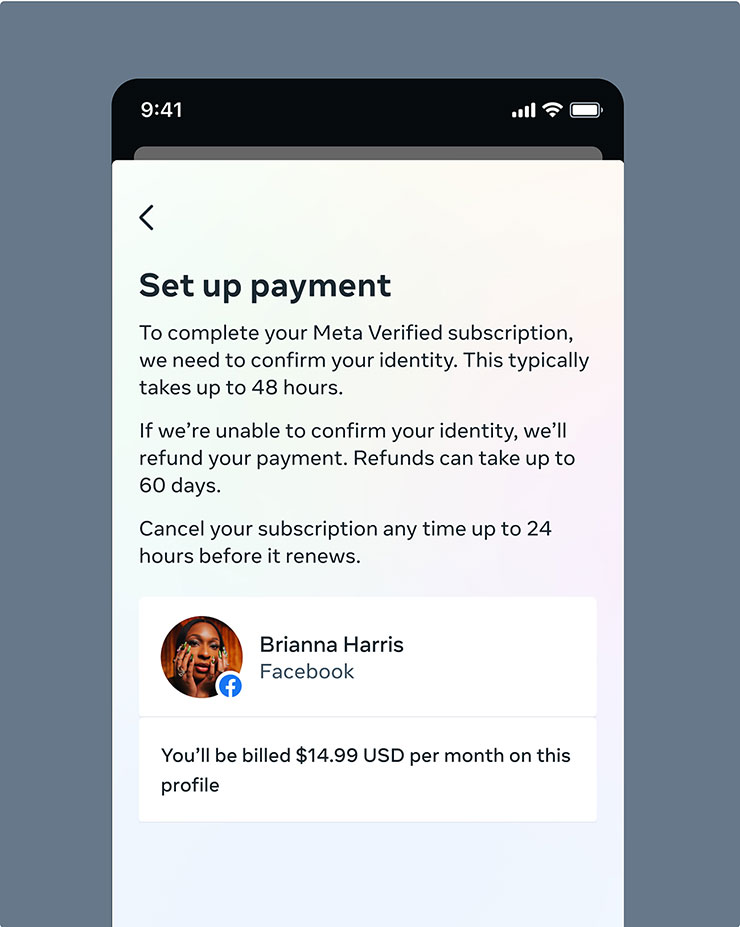 9:41
Set up payment
To complete your Meta Verified subscription,
we need to confirm your identity. This typically
takes up to 48 hours.
If we’re unable to confirm your identity, we’ll
refund your payment. Refunds can take up to
60 days.
Cancel your subscription any time up to 24
hours before it renews.
Brianna Harris
Facebook
You’ll be billed $14.99 USD per month on this
profile